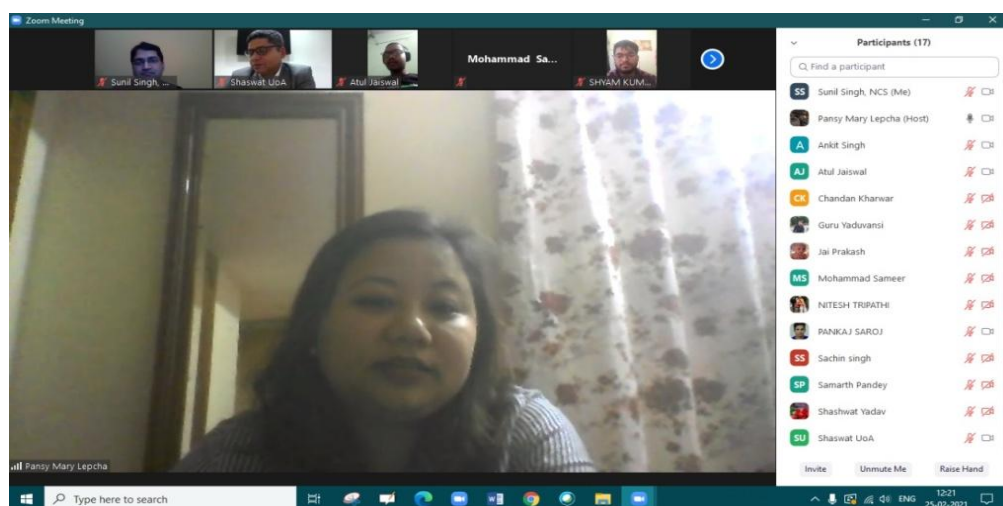 Zoom Meeting
Sunil Singh, ...
Shaswat UoA
Atul Jaiswal
Mohammad Sa...
SHYAM KUM...
Pansy Mary Lepcha
Participants (17)
Find a participant
SS Sunil Singh, NCS (Me)
Pansy Mary Lepcha (Host)
A Ankit Singh
AJ Atul Jaiswal
CK Chandan Kharwar
Guru Yaduvansi
Jai Prakash
MS Mohammad Sameer
NITESH TRIPATHI
PANKAJ SAROJ
SS Sachin singh
SP Samarth Pandey
Shashwat Yadav
SU Shaswat UoA
Invite Unmute Me Raise Hand
Type here to search
ENG
12:21
25-02-2021